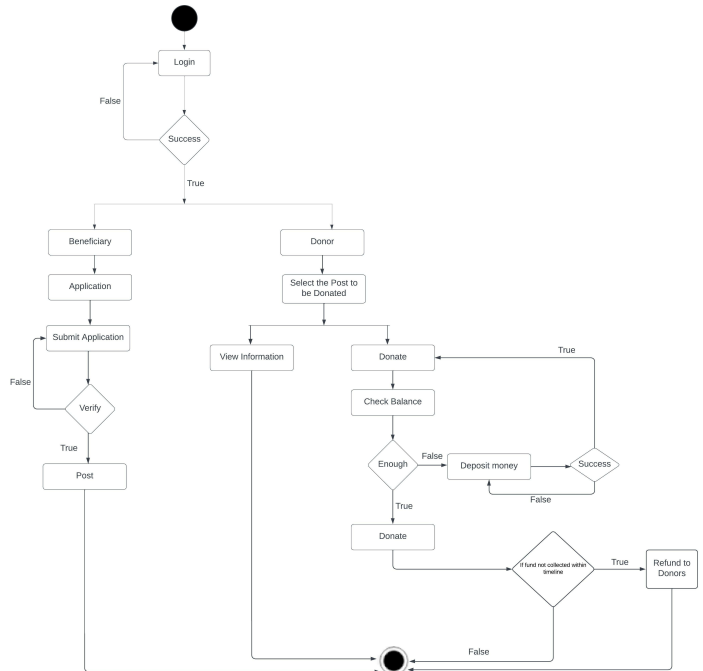 Login
False
Success
True
Beneficiary
Donor
Application
Select the Post to
be Donated
Submit Application
View Information
Donate
True
False
Check Balance
Verify
Enough
False
Deposit money
Success
True
False
Post
True
Donate
If fund not collected within
timeline
True
Refund to
Donors
False